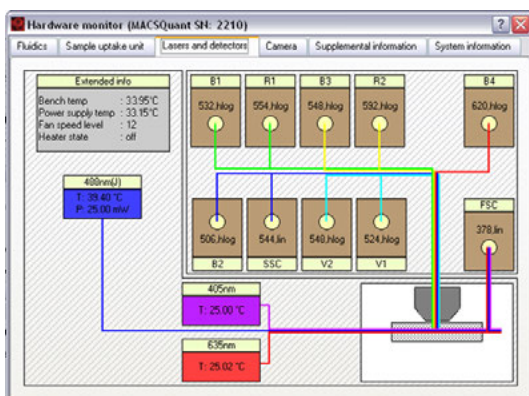 Hardware monitor (MACSQuant SN: 2210)
Fluidics Sample uptake unit Lasers and detectors Camera Supplemental information System information
Extended info
Bench temp : 33.95°C
Power supply temp : 33.15°C
Fan speed level : 12
Heater state : off
B1 R1 B3 R2 B4
532,hlog 554,hlog 548,hlog 592,hlog 620,hlog
488nm(J)
T: 39.40 °C
P: 25.00 mW
FSC
506,hlog 544,lin 548,hlog 524,hlog 378,lin
B2 SSC V2 V1
405nm
T: 25.00 °C
635nm
T: 25.02 °C